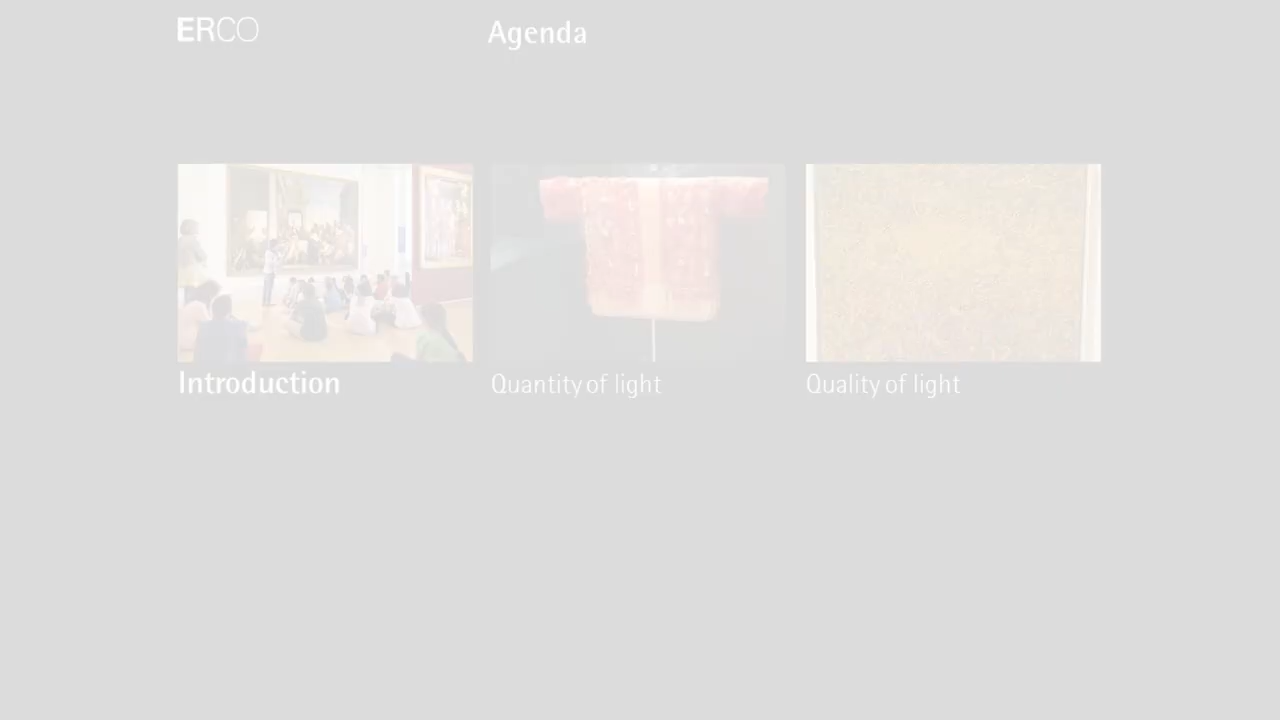 ERCO
Agenda
Introduction
Quantity of light
Quality of light